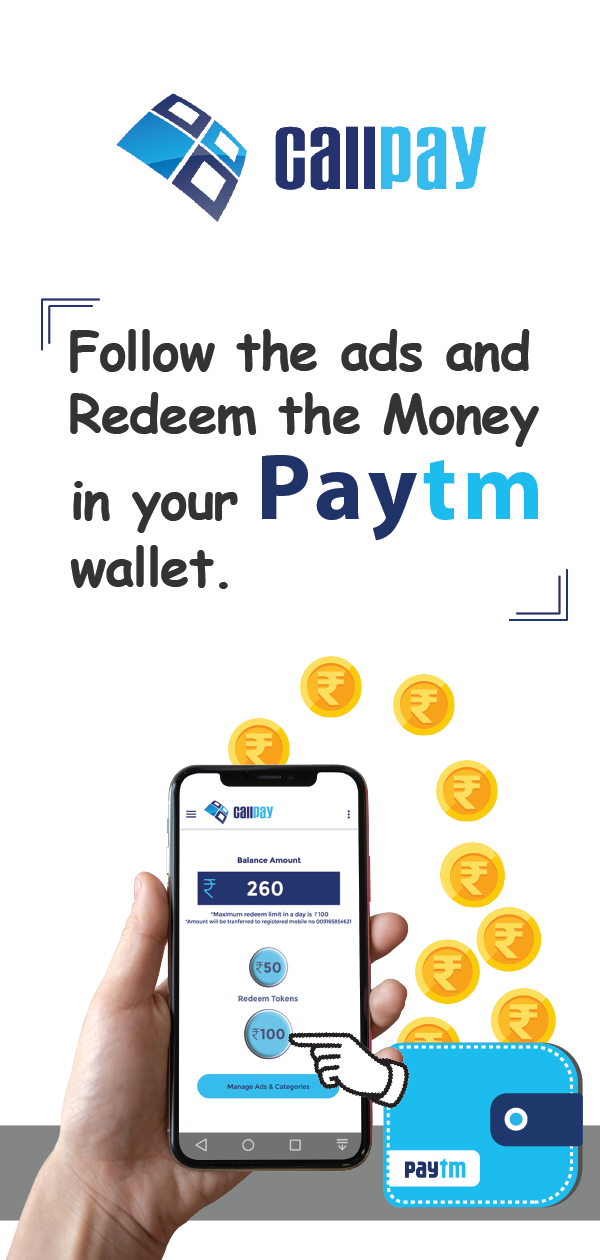 callpay
Follow the ads and
Redeem the Money
in your Paytm
wallet.
callpay
Balance Amount
₹ 260
*Maximum redeem limit in a day is ₹100
*Amount will be tranferred to registered mobile no 009165854621
₹50
Redeem Tokens
₹100
Manage Ads & Categories
paytm